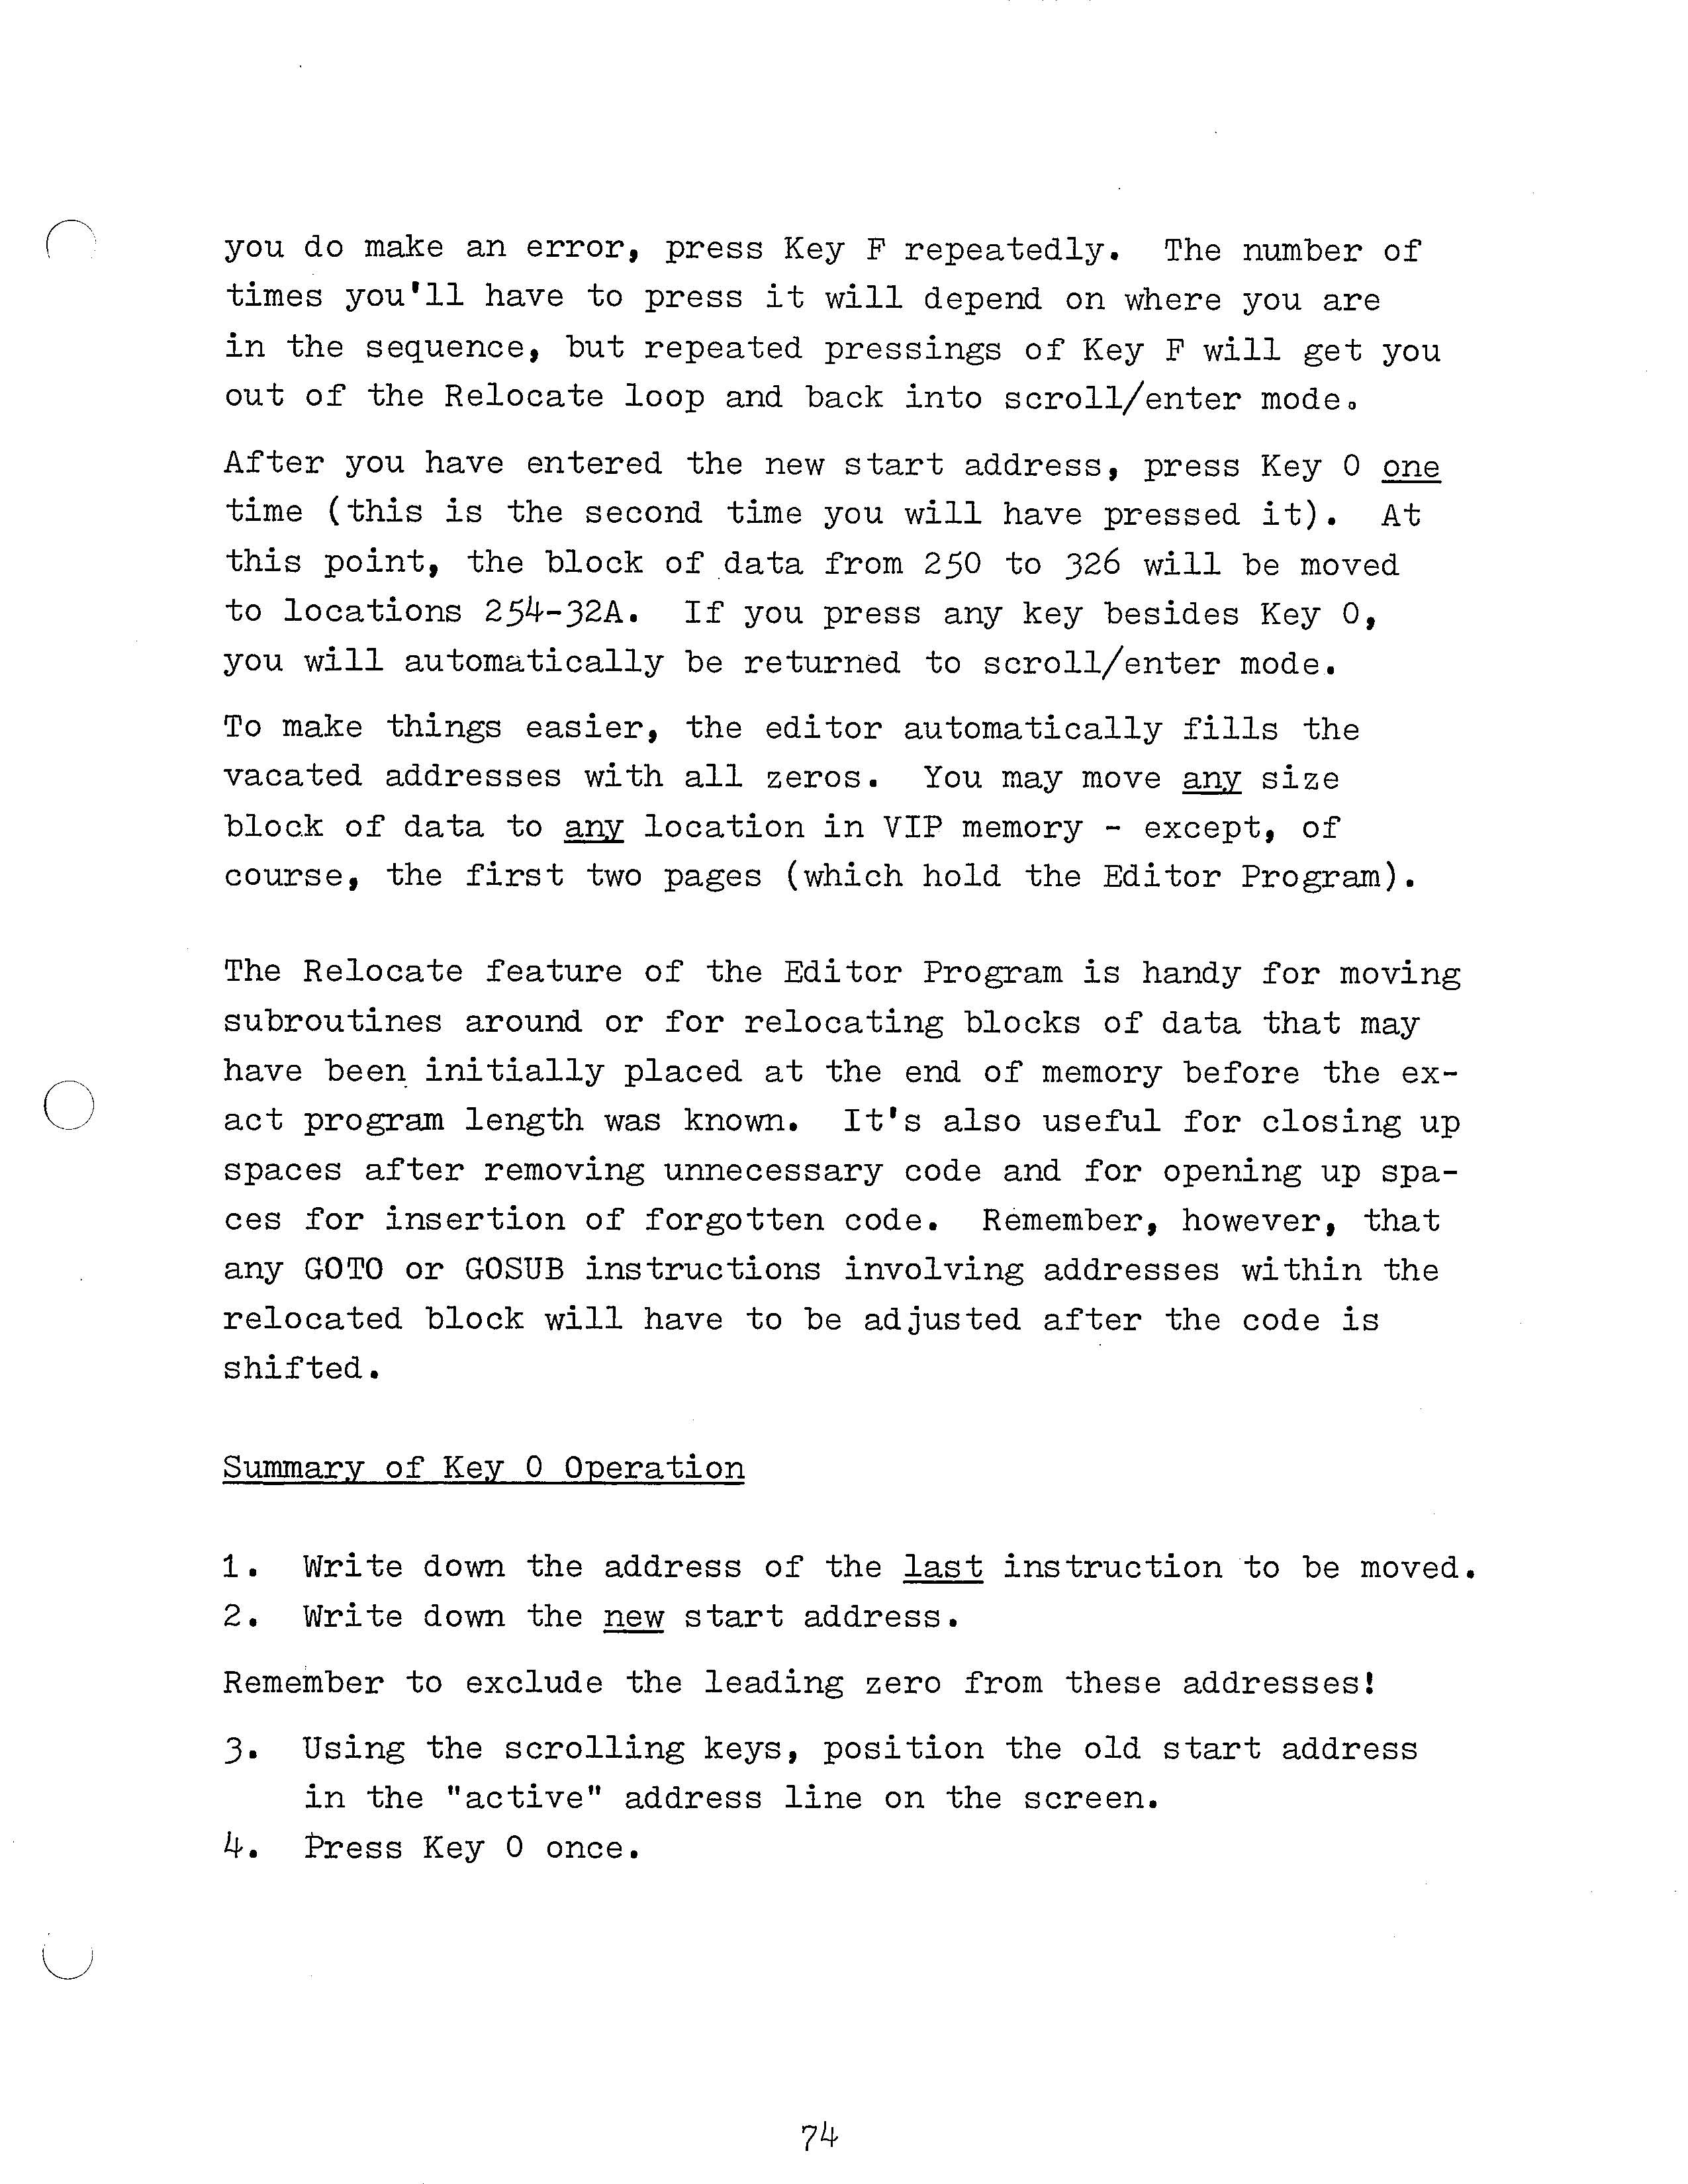 you do make an error, press Key F repeatedly.  The number of
times you'll have to press it will depend on where you are
in the sequence, but repeated pressings of Key F will get you
out of the Relocate loop and back into scroll/enter mode.
After you have entered the new start address, press Key 0 one
time (this is the second time you will have pressed it).  At
this point, the block of data from 250 to 326 will be moved
to locations 254-32A.  If you press any key besides Key 0,
you will automatically be returned to scroll/enter mode.
To make things easier, the editor automatically fills the
vacated addresses with all zeros.  You may move any size
block of data to any location in VIP memory - except, of
course, the first two pages (which hold the Editor Program).
The Relocate feature of the Editor Program is handy for moving
subroutines around or for relocating blocks of data that may
have been initially placed at the end of memory before the ex-
act program length was known.  It's also useful for closing up
spaces after removing unnecessary code and for opening up spa-
ces for insertion of forgotten code.  Remember, however, that
any GOTO or GOSUB instructions involving addresses within the
relocated block will have to be adjusted after the code is
shifted.
Summary of Key 0 Operation
1.  Write down the address of the last instruction to be moved.
2.  Write down the new start address.
Remember to exclude the leading zero from these addresses!
3.  Using the scrolling keys, position the old start address
in the "active" address line on the screen.
4.  Press Key 0 once.
74